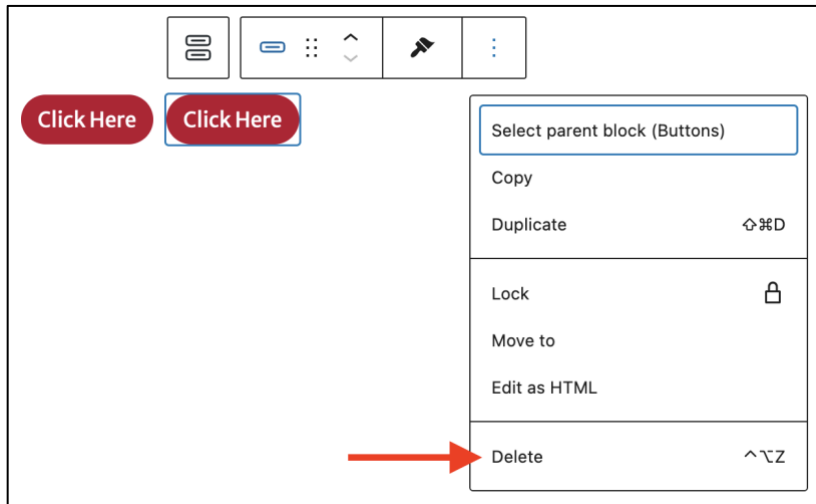 Click Here
Click Here
Select parent block (Buttons)
Copy
Duplicate ⇧⌘D
Lock
Move to
Edit as HTML
Delete ^⌥Z